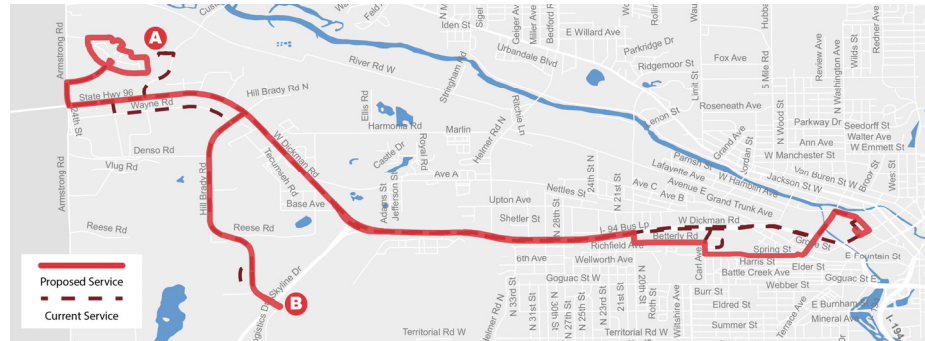 Custe
N M
Iden St
Sigel
Geiger Ave
Miller Ave
Bedford Rd
E Willard Ave
Rollin
Wau
Hubba
Review Ave
N Washington Ave
Wilds St
Redner Ave
Armstrong Rd
A
River Rd W
Stringham Rd
Urbandale Blvd
Parkridge Dr
Ridgemoor St
Fox Ave
Limit St
5 Mile Rd
State Hwy 96
Wayne Rd
24th St
Hill Brady Rd N
Ellis Rd
Harmonia Rd
Marlin
Ritchie Ln
Helmer Rd N
Lenon St
Roseneath Ave
Grand Ave
Jordan St
N Wood St
Parkway Dr
Ann Ave
Seedorff St
Walter Ave
W Emmett St
Denso Rd
Vlug Rd
Armstrong Rd
Hill Brady Rd
W Dickman Rd
Tecumseh Rd
Castle Dr
Royal Rd
Ave A
Parrish St
Lafayette Ave
W Manchester St
Van Buren St W
Jackson St W
W Hamblin Ave
Broor St
West St
Base Ave
Adams St
Jefferson St
Upton Ave
Shetler St
Nettles St
N 28th St
24th St N
N 21st St
Ave C
Ave B
Avenue E
Grand Trunk Ave
Reese Rd
Reese Rd
I- 94 Bus Lp
W Dickman Rd
Betterly Rd
Richfield Ave
Wellworth Ave
6th Ave
Goguac St W
Carl Ave
Spring St
Harris St
Battle Creek Ave
Grove St
Elder St
Webber St
E Fountain St
Goguac St E
Proposed Service
Current Service
Skyline Dr
B
Logistics Dr
Territorial Rd W
Helmer Rd N
N 33rd St
N 31st St
N 30th St
N 27th St
N 25th St
N 23rd St
21st St
N 20th St
Roth St
Wiltshire Ave
Territorial Rd W
Burr St
Eldred St
Summer St
Terrace Ave
E Burnham St
Mineral Ave
I- 194
I- 194